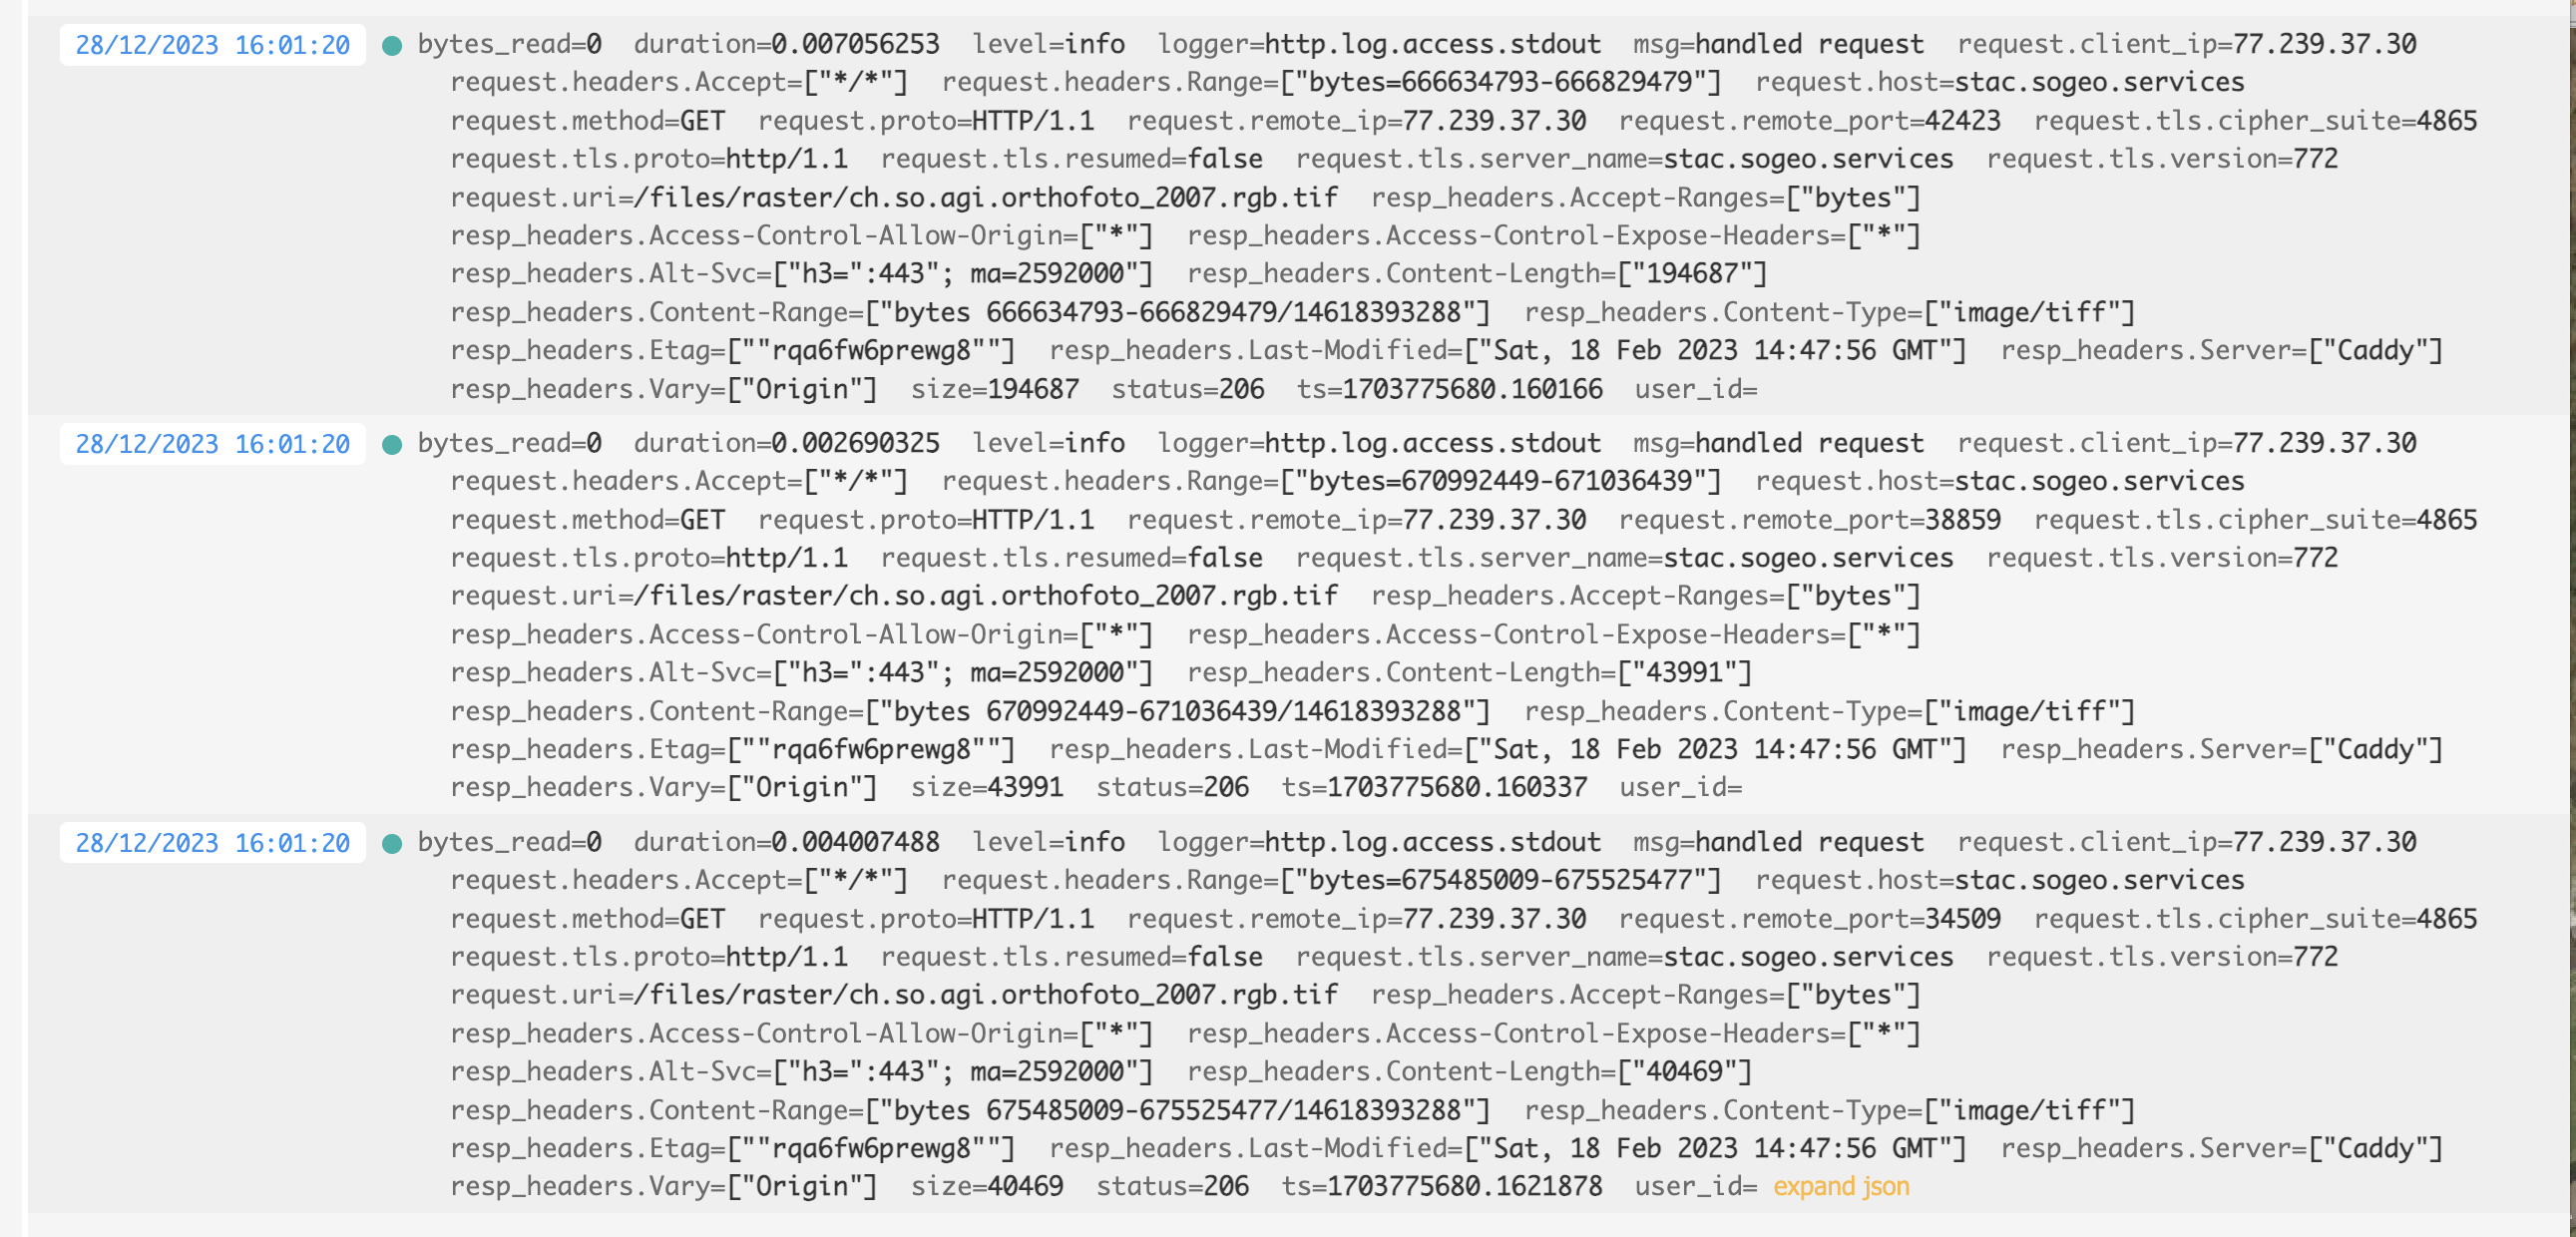 28/12/2023 16:01:20 bytes_read=0 duration=0.007056253 level=info logger=http.log.access.stdout msg=handled request request.client_ip=77.239.37.30
request.headers.Accept=["*/*"] request.headers.Range=["bytes=666634793-666829479"] request.host=stac.sogeo.services
request.method=GET request.proto=HTTP/1.1 request.remote_ip=77.239.37.30 request.remote_port=42423 request.tls.cipher_suite=4865
request.tls.proto=http/1.1 request.tls.resumed=false request.tls.server_name=stac.sogeo.services request.tls.version=772
request.uri=/files/raster/ch.so.agi.orthofoto_2007.rgb.tif resp_headers.Accept-Ranges=["bytes"]
resp_headers.Access-Control-Allow-Origin=["*"] resp_headers.Access-Control-Expose-Headers=["*"]
resp_headers.Alt-Svc=["h3=":443"; ma=2592000"] resp_headers.Content-Length=["194687"]
resp_headers.Content-Range=["bytes 666634793-666829479/14618393288"] resp_headers.Content-Type=["image/tiff"]
resp_headers.Etag=[""rqa6fw6prewg8""] resp_headers.Last-Modified=["Sat, 18 Feb 2023 14:47:56 GMT"] resp_headers.Server=["Caddy"]
resp_headers.Vary=["Origin"] size=194687 status=206 ts=1703775680.160166 user_id=
28/12/2023 16:01:20 bytes_read=0 duration=0.002690325 level=info logger=http.log.access.stdout msg=handled request request.client_ip=77.239.37.30
request.headers.Accept=["*/*"] request.headers.Range=["bytes=670992449-671036439"] request.host=stac.sogeo.services
request.method=GET request.proto=HTTP/1.1 request.remote_ip=77.239.37.30 request.remote_port=38859 request.tls.cipher_suite=4865
request.tls.proto=http/1.1 request.tls.resumed=false request.tls.server_name=stac.sogeo.services request.tls.version=772
request.uri=/files/raster/ch.so.agi.orthofoto_2007.rgb.tif resp_headers.Accept-Ranges=["bytes"]
resp_headers.Access-Control-Allow-Origin=["*"] resp_headers.Access-Control-Expose-Headers=["*"]
resp_headers.Alt-Svc=["h3=":443"; ma=2592000"] resp_headers.Content-Length=["43991"]
resp_headers.Content-Range=["bytes 670992449-671036439/14618393288"] resp_headers.Content-Type=["image/tiff"]
resp_headers.Etag=[""rqa6fw6prewg8""] resp_headers.Last-Modified=["Sat, 18 Feb 2023 14:47:56 GMT"] resp_headers.Server=["Caddy"]
resp_headers.Vary=["Origin"] size=43991 status=206 ts=1703775680.160337 user_id=
28/12/2023 16:01:20 bytes_read=0 duration=0.004007488 level=info logger=http.log.access.stdout msg=handled request request.client_ip=77.239.37.30
request.headers.Accept=["*/*"] request.headers.Range=["bytes=675485009-675525477"] request.host=stac.sogeo.services
request.method=GET request.proto=HTTP/1.1 request.remote_ip=77.239.37.30 request.remote_port=34509 request.tls.cipher_suite=4865
request.tls.proto=http/1.1 request.tls.resumed=false request.tls.server_name=stac.sogeo.services request.tls.version=772
request.uri=/files/raster/ch.so.agi.orthofoto_2007.rgb.tif resp_headers.Accept-Ranges=["bytes"]
resp_headers.Access-Control-Allow-Origin=["*"] resp_headers.Access-Control-Expose-Headers=["*"]
resp_headers.Alt-Svc=["h3=":443"; ma=2592000"] resp_headers.Content-Length=["40469"]
resp_headers.Content-Range=["bytes 675485009-675525477/14618393288"] resp_headers.Content-Type=["image/tiff"]
resp_headers.Etag=[""rqa6fw6prewg8""] resp_headers.Last-Modified=["Sat, 18 Feb 2023 14:47:56 GMT"] resp_headers.Server=["Caddy"]
resp_headers.Vary=["Origin"] size=40469 status=206 ts=1703775680.1621878 user_id= expand json